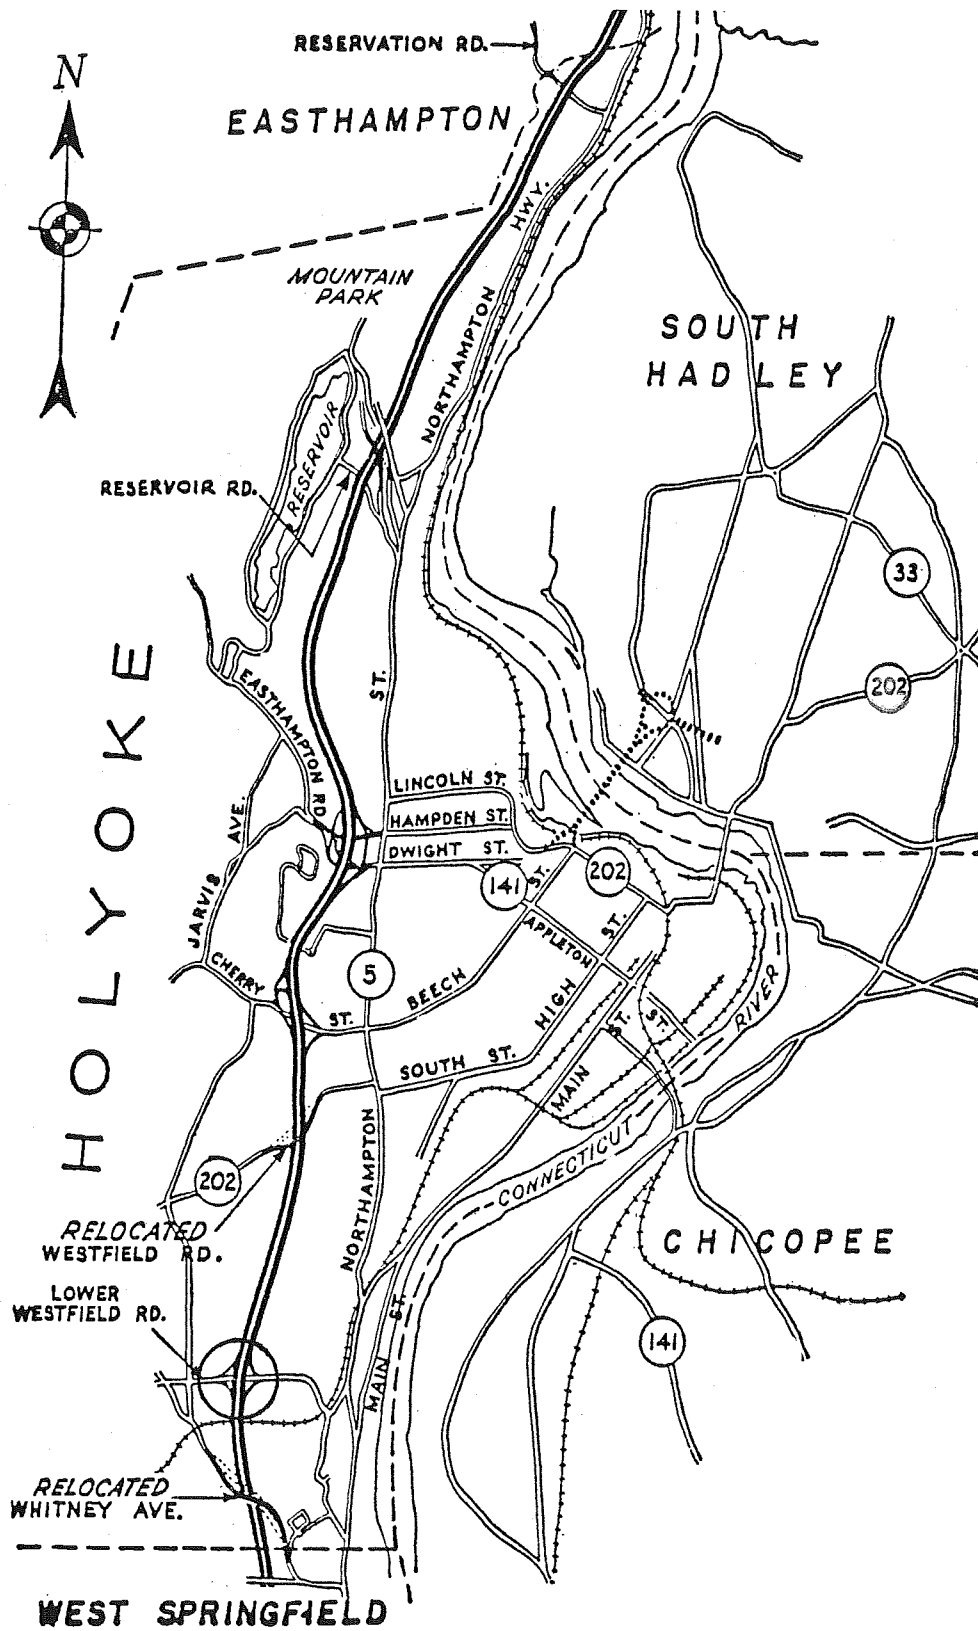 RESERVATION RD.
N
EASTHAMPTON
HWY.
MOUNTAIN
PARK
NORTHAMPTON
SOUTH
HADLEY
RESERVOIR
RESERVOIR RD.
33
HOLYOKE
EASTHAMPTON RD.
ST.
202
LINCOLN ST.
HAMPDEN ST.
DWIGHT ST.
JARVIS AVE.
141
ST.
202
APPLETON
ST.
CHERRY
ST.
5
BEECH
HIGH
ST.
ST.
RIVER
SOUTH ST.
MAIN
NORTHAMPTON
CONNECTICUT
202
RELOCATED
WESTFIELD RD.
CHICOPEE
LOWER
WESTFIELD RD.
ST.
MAIN
141
RELOCATED
WHITNEY AVE.
WEST SPRINGFIELD